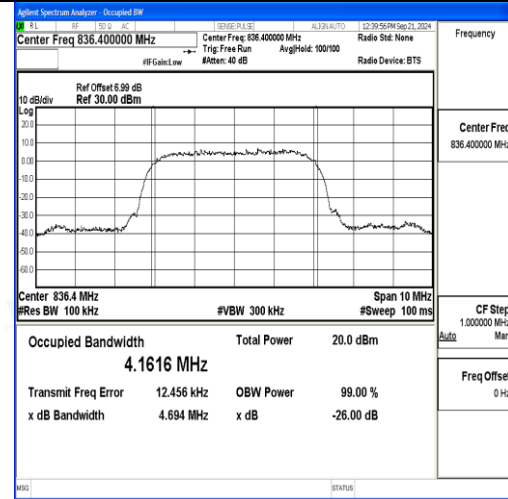 Agilent Spectrum Analyzer - Occupied BW
RL RF 50 Ω AC SENSE:PULSE ALIGN AUTO 12:39:56 PM Sep 21, 2024
Center Freq 836.400000 MHz
Center Freq: 836.400000 MHz
Radio Std: None
Trig: Free Run Avg|Hold: 100/100
#IFGain:Low #Atten: 40 dB Radio Device: BTS
Frequency
Ref Offset 6.99 dB
10 dB/div Ref 30.00 dBm
Log
20.0
10.0
0.00
-10.0
-20.0
-30.0
-40.0
-50.0
-60.0
Center Freq
836.400000 MHz
Center 836.4 MHz Span 10 MHz
#Res BW 100 kHz #VBW 300 kHz #Sweep 100 ms
CF Step
1.000000 MHz
Auto Man
Freq Offset
0 Hz
Occupied Bandwidth Total Power 20.0 dBm
4.1616 MHz
Transmit Freq Error 12.456 kHz OBW Power 99.00 %
x dB Bandwidth 4.694 MHz x dB -26.00 dB
MSG STATUS